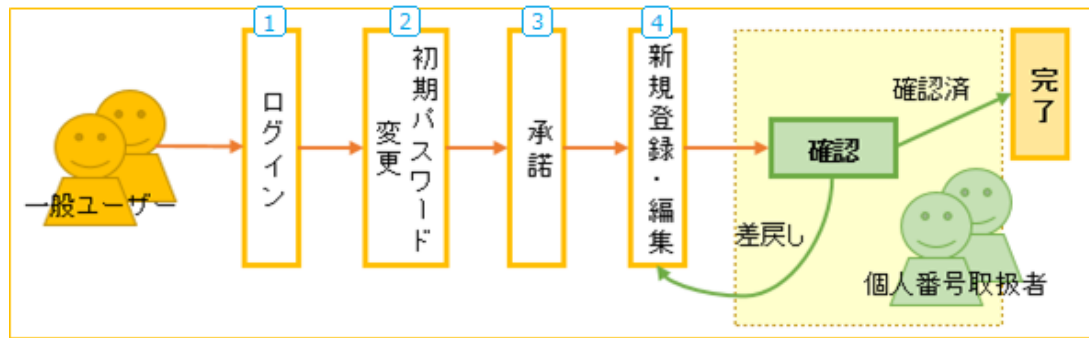 1
2
3
4
一般ユーザー
ログイン
初期パスワード
変更
承諾
新規登録・編集
確認
確認済
差戻し
完了
個人番号取扱者